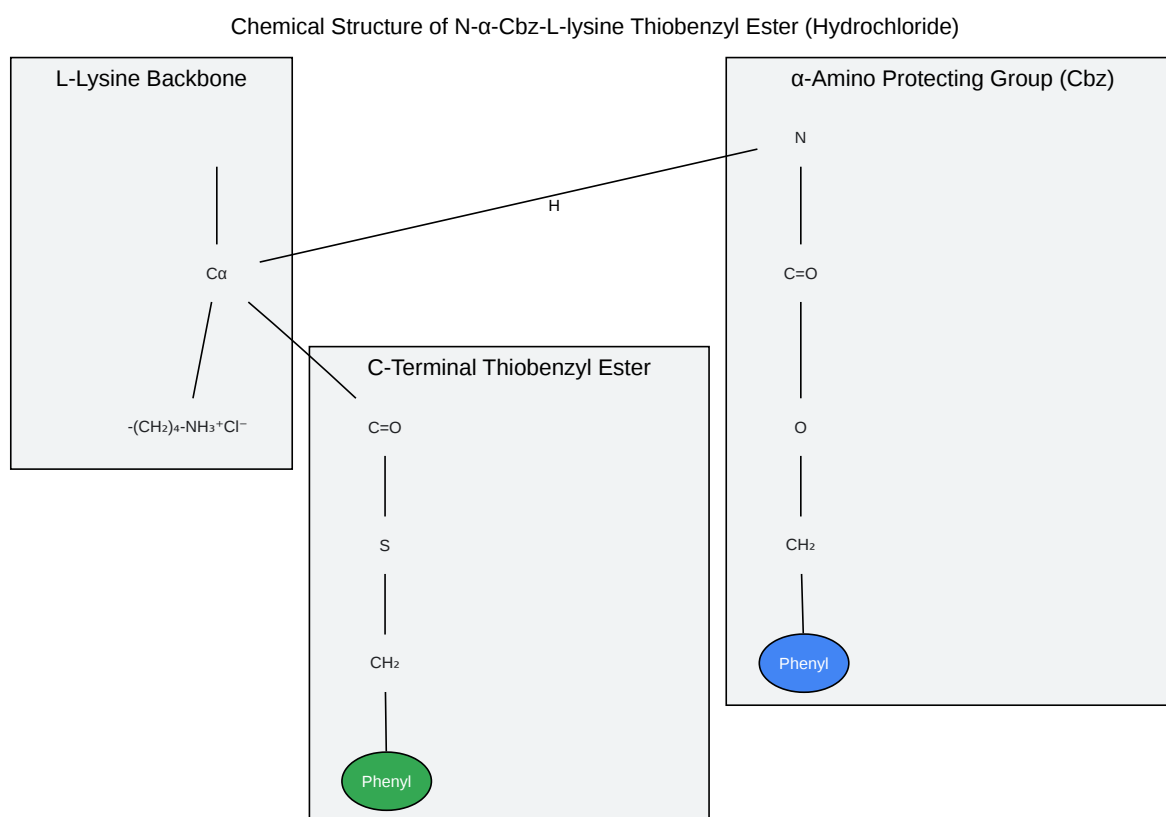 Chemical Structure of N-α-Cbz-L-lysine Thiobenzyl Ester (Hydrochloride)
L-Lysine Backbone
Cα
-(CH₂)₄-NH₃⁺Cl⁻
H
C-Terminal Thiobenzyl Ester
C=O
S
CH₂
Phenyl
α-Amino Protecting Group (Cbz)
N
C=O
O
CH₂
Phenyl